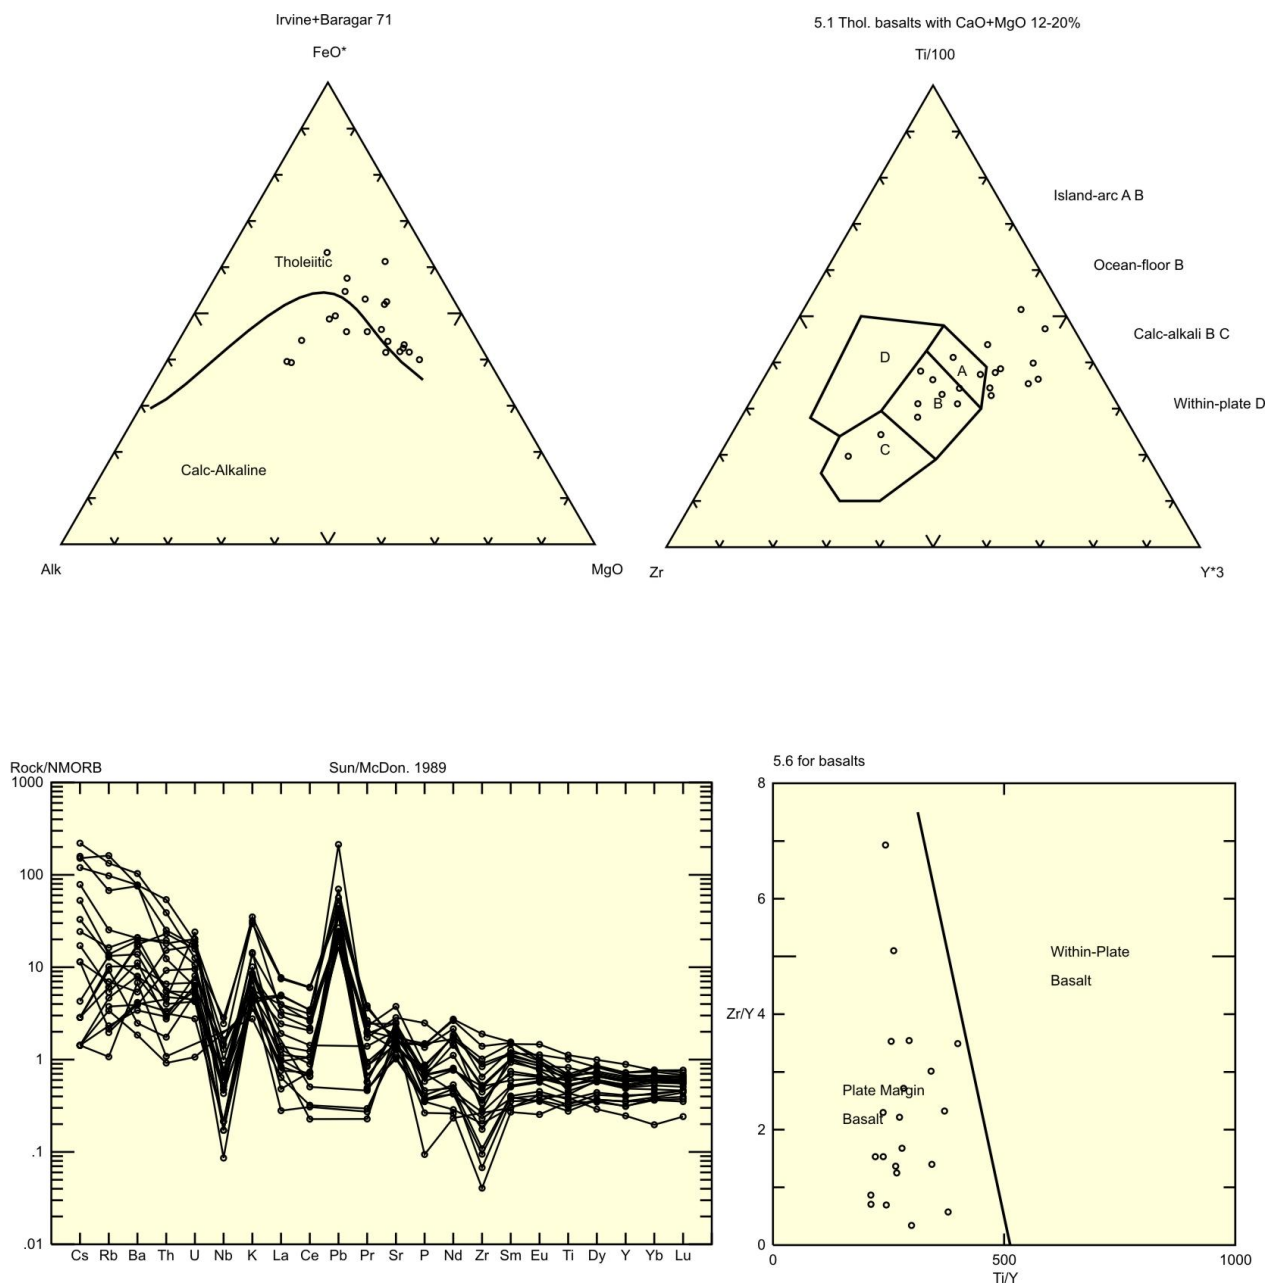 Irvine+Baragar 71
FeO*
Tholeiitic
Calc-Alkaline
Alk
MgO
5.1 Thol. basalts with CaO+MgO 12-20%
Ti/100
Island-arc A B
Ocean-floor B
Calc-alkali B C
Within-plate D
D
A
B
C
Zr
Y*3
Rock/NMORB
Sun/McDon. 1989
1000
100
10
1
.1
.01
Cs Rb Ba Th U Nb K La Ce Pb Pr Sr P Nd Zr Sm Eu Ti Dy Y Yb Lu
5.6 for basalts
8
6
Zr/Y 4
2
0
Within-Plate
Basalt
Plate Margin
Basalt
0 500 1000
Ti/Y